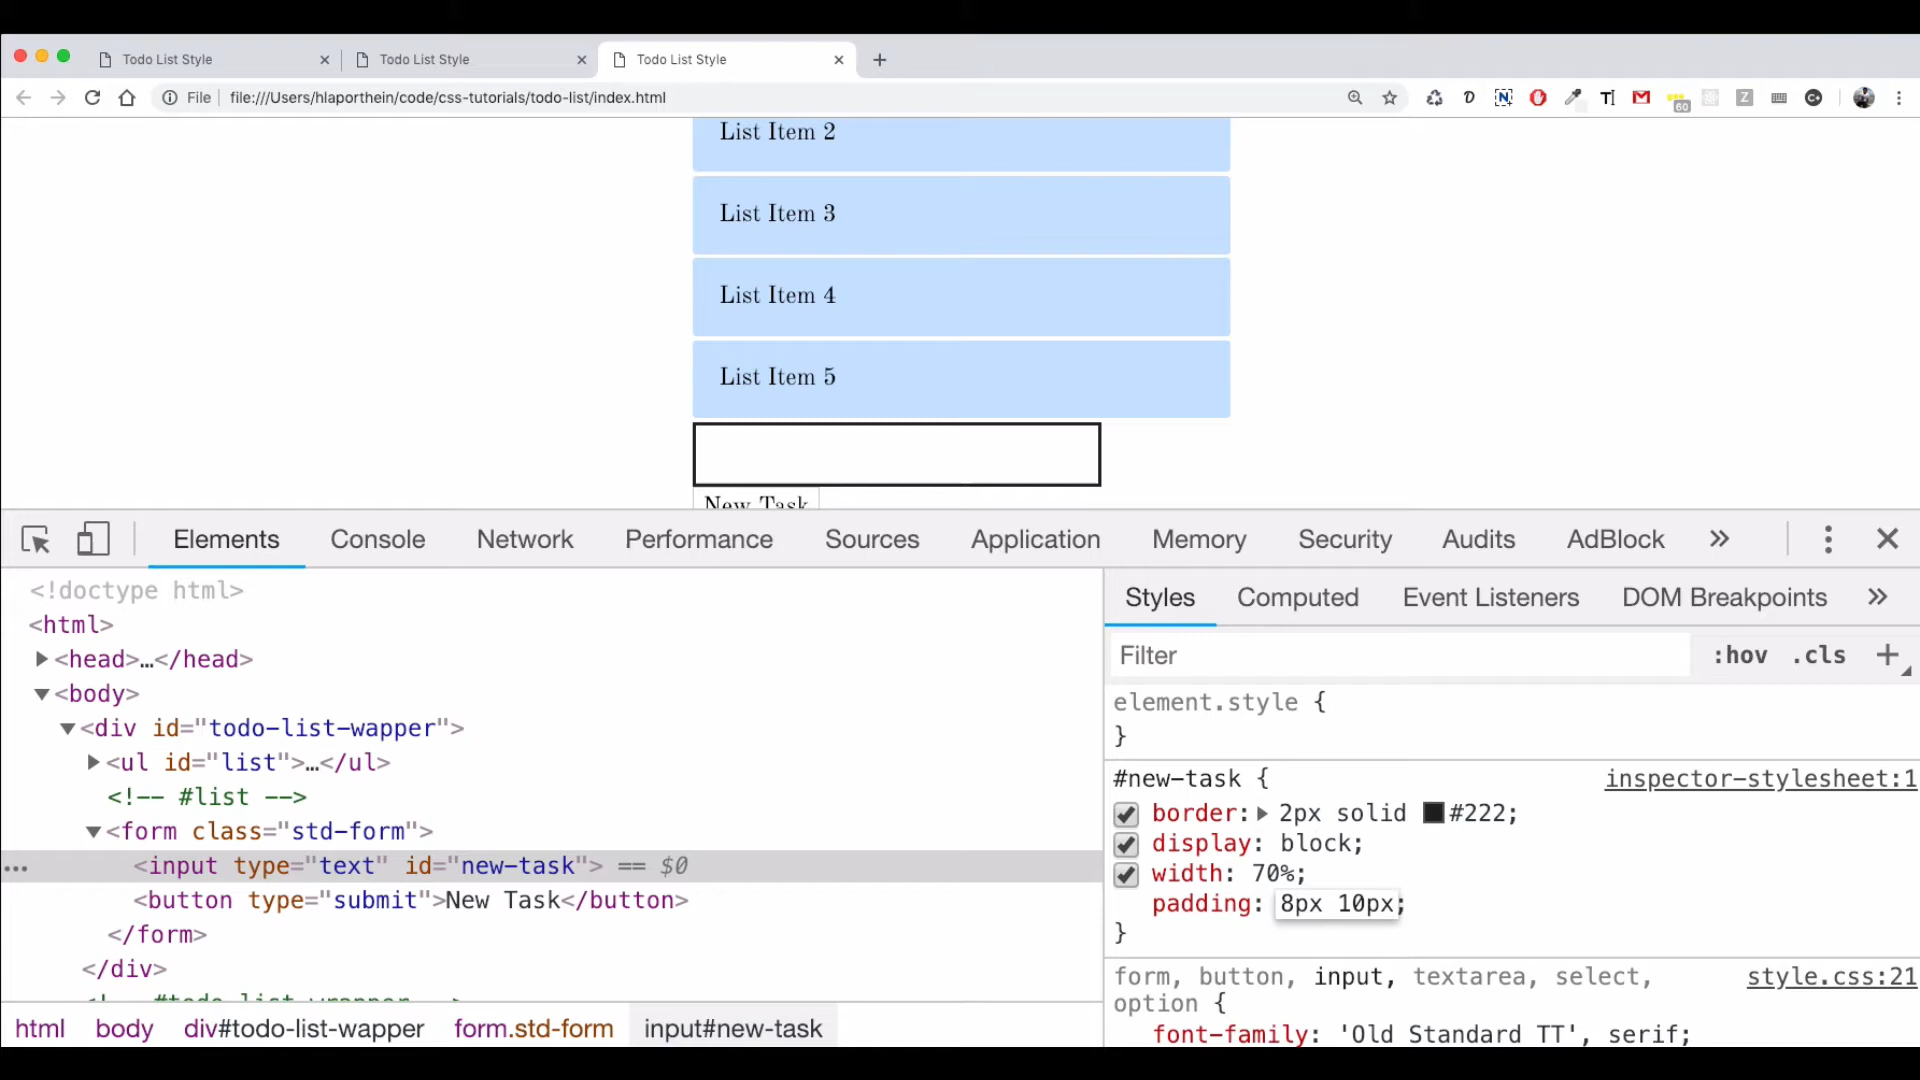 Todo List Style
Todo List Style
Todo List Style
File
file:///Users/hlaporthein/code/css-tutorials/todo-list/index.html
60
List Item 2
List Item 3
List Item 4
List Item 5
New Task
Elements
Console
Network
Performance
Sources
Application
Memory
Security
Audits
AdBlock
<!doctype html>
<html>
<head>…</head>
<body>
<div id="todo-list-wapper">
<ul id="list">…</ul>
<!-- #list -->
<form class="std-form">
<input type="text" id="new-task"> == $0
<button type="submit">New Task</button>
</form>
</div>
<!-- #todo-list-wrapper -->
html body div#todo-list-wapper form.std-form input#new-task
Styles
Computed
Event Listeners
DOM Breakpoints
Filter
:hov .cls
element.style {
}
#new-task { inspector-stylesheet:1
border: 2px solid #222;
display: block;
width: 70%;
padding: 8px 10px;
}
form, button, input, textarea, select, style.css:21
option {
font-family: 'Old Standard TT', serif;